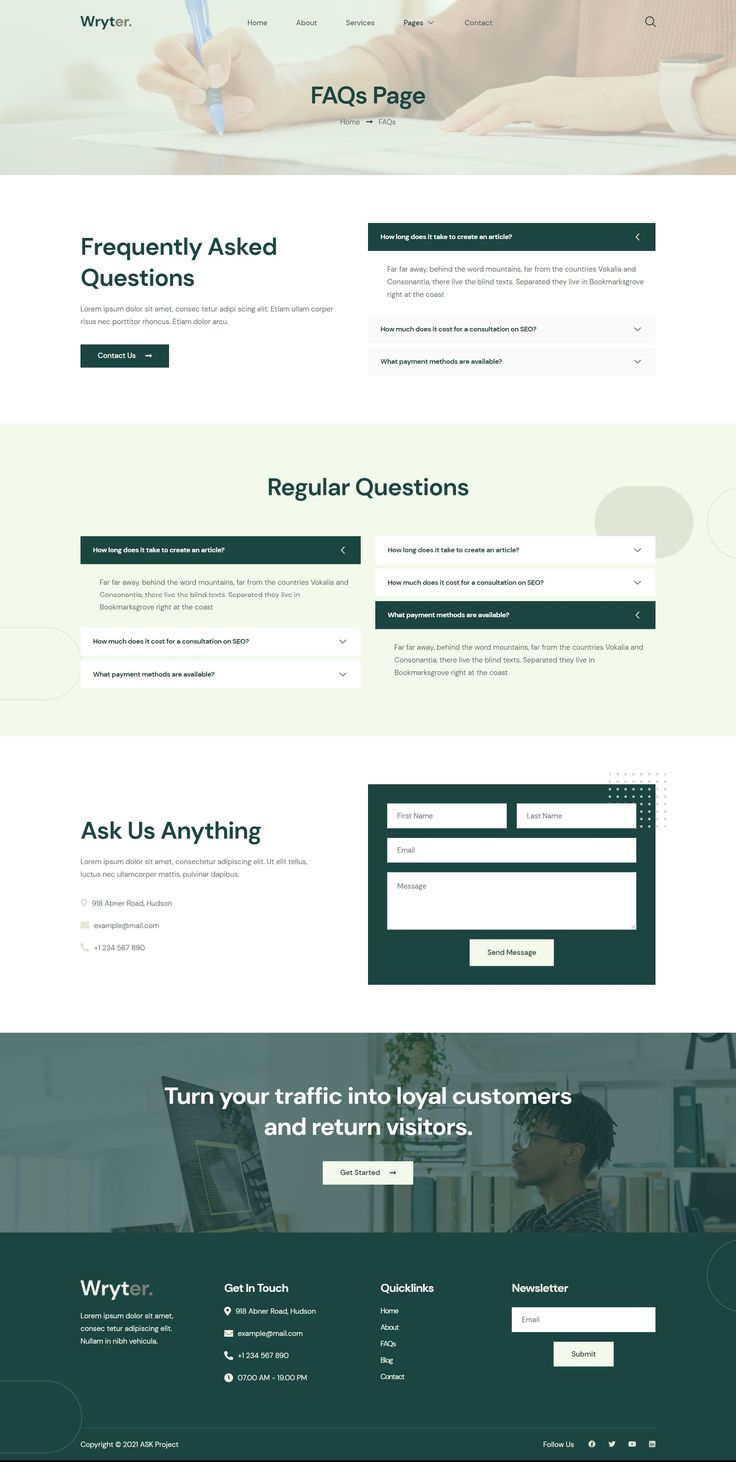 Wryter.
Home About Services Pages Contact
FAQs Page
Home FAQs
Frequently Asked
Questions
Lorem ipsum dolor sit amet, consec tetur adipi scing elit. Etiam ullam corper
risus nec porttitor rhoncus. Etiam dolor arcu.
Contact Us
How long does it take to create an article?
Far far away, behind the word mountains, far from the countries Vokalia and
Consonantia, there live the blind texts. Separated they live in Bookmarksgrove
right at the coast
How much does it cost for a consultation on SEO?
What payment methods are available?
Regular Questions
How long does it take to create an article?
Far far away, behind the word mountains, far from the countries Vokalia and
Consonantia, there live the blind texts. Separated they live in
Bookmarksgrove right at the coast
How much does it cost for a consultation on SEO?
What payment methods are available?
How long does it take to create an article?
How much does it cost for a consultation on SEO?
What payment methods are available?
Far far away, behind the word mountains, far from the countries Vokalia and
Consonantia, there live the blind texts. Separated they live in
Bookmarksgrove right at the coast
Ask Us Anything
Lorem ipsum dolor sit amet, consectetur adipiscing elit. Ut elit tellus,
luctus nec ullamcorper mattis, pulvinar dapibus.
918 Abner Road, Hudson
example@mail.com
+1 234 567 890
First Name Last Name
Email
Message
Send Message
Turn your traffic into loyal customers
and return visitors.
Get Started
Wryter.
Lorem ipsum dolor sit amet,
consec tetur adipiscing elit.
Nullam in nibh vehicula.
Get In Touch
918 Abner Road, Hudson
example@mail.com
+1 234 567 890
07.00 AM - 19.00 PM
Quicklinks
Home
About
FAQs
Blog
Contact
Newsletter
Email
Submit
Copyright © 2021 ASK Project
Follow Us